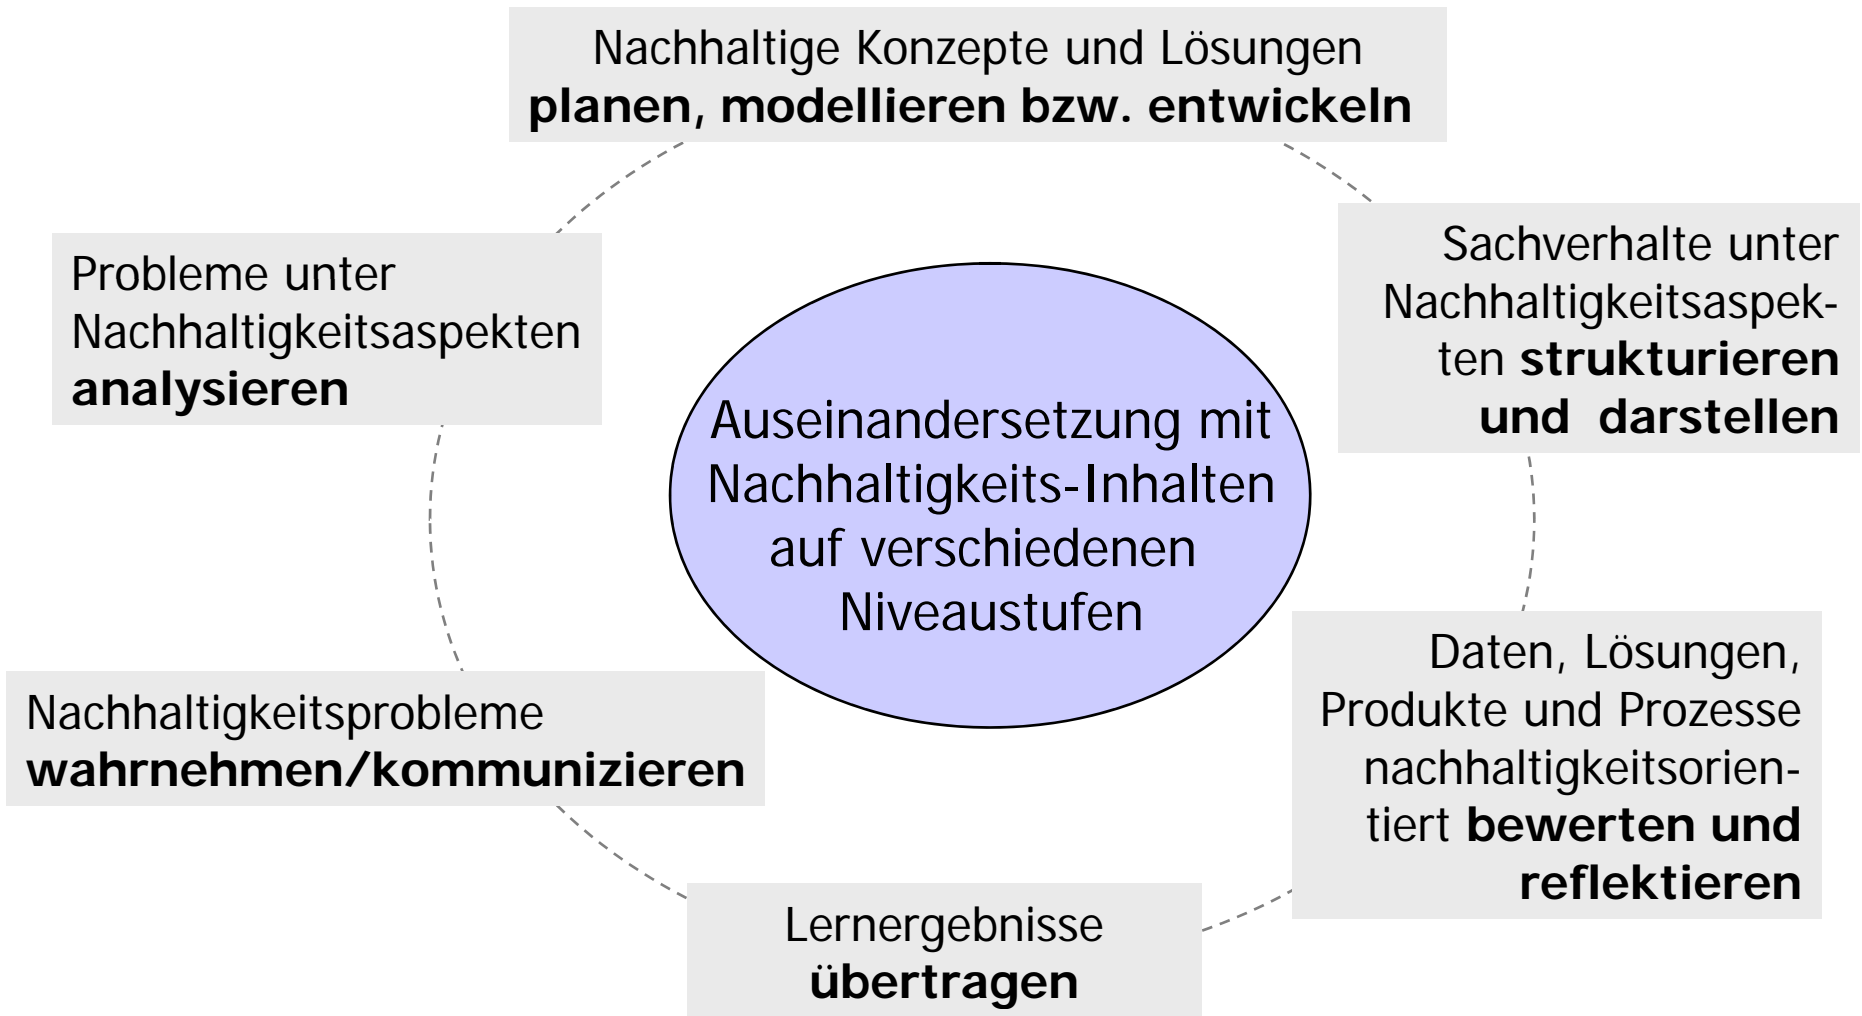 Nachhaltige Konzepte und Lösungen
planen, modellieren bzw. entwickeln
Probleme unter
Nachhaltigkeitsaspekten
analysieren
Sachverhalte unter
Nachhaltigkeitsaspek-
ten strukturieren
und darstellen
Auseinandersetzung mit
Nachhaltigkeits-Inhalten
auf verschiedenen
Niveaustufen
Nachhaltigkeitsprobleme
wahrnehmen/kommunizieren
Daten, Lösungen,
Produkte und Prozesse
nachhaltigkeitsorien-
tiert bewerten und
reflektieren
Lernergebnisse
übertragen